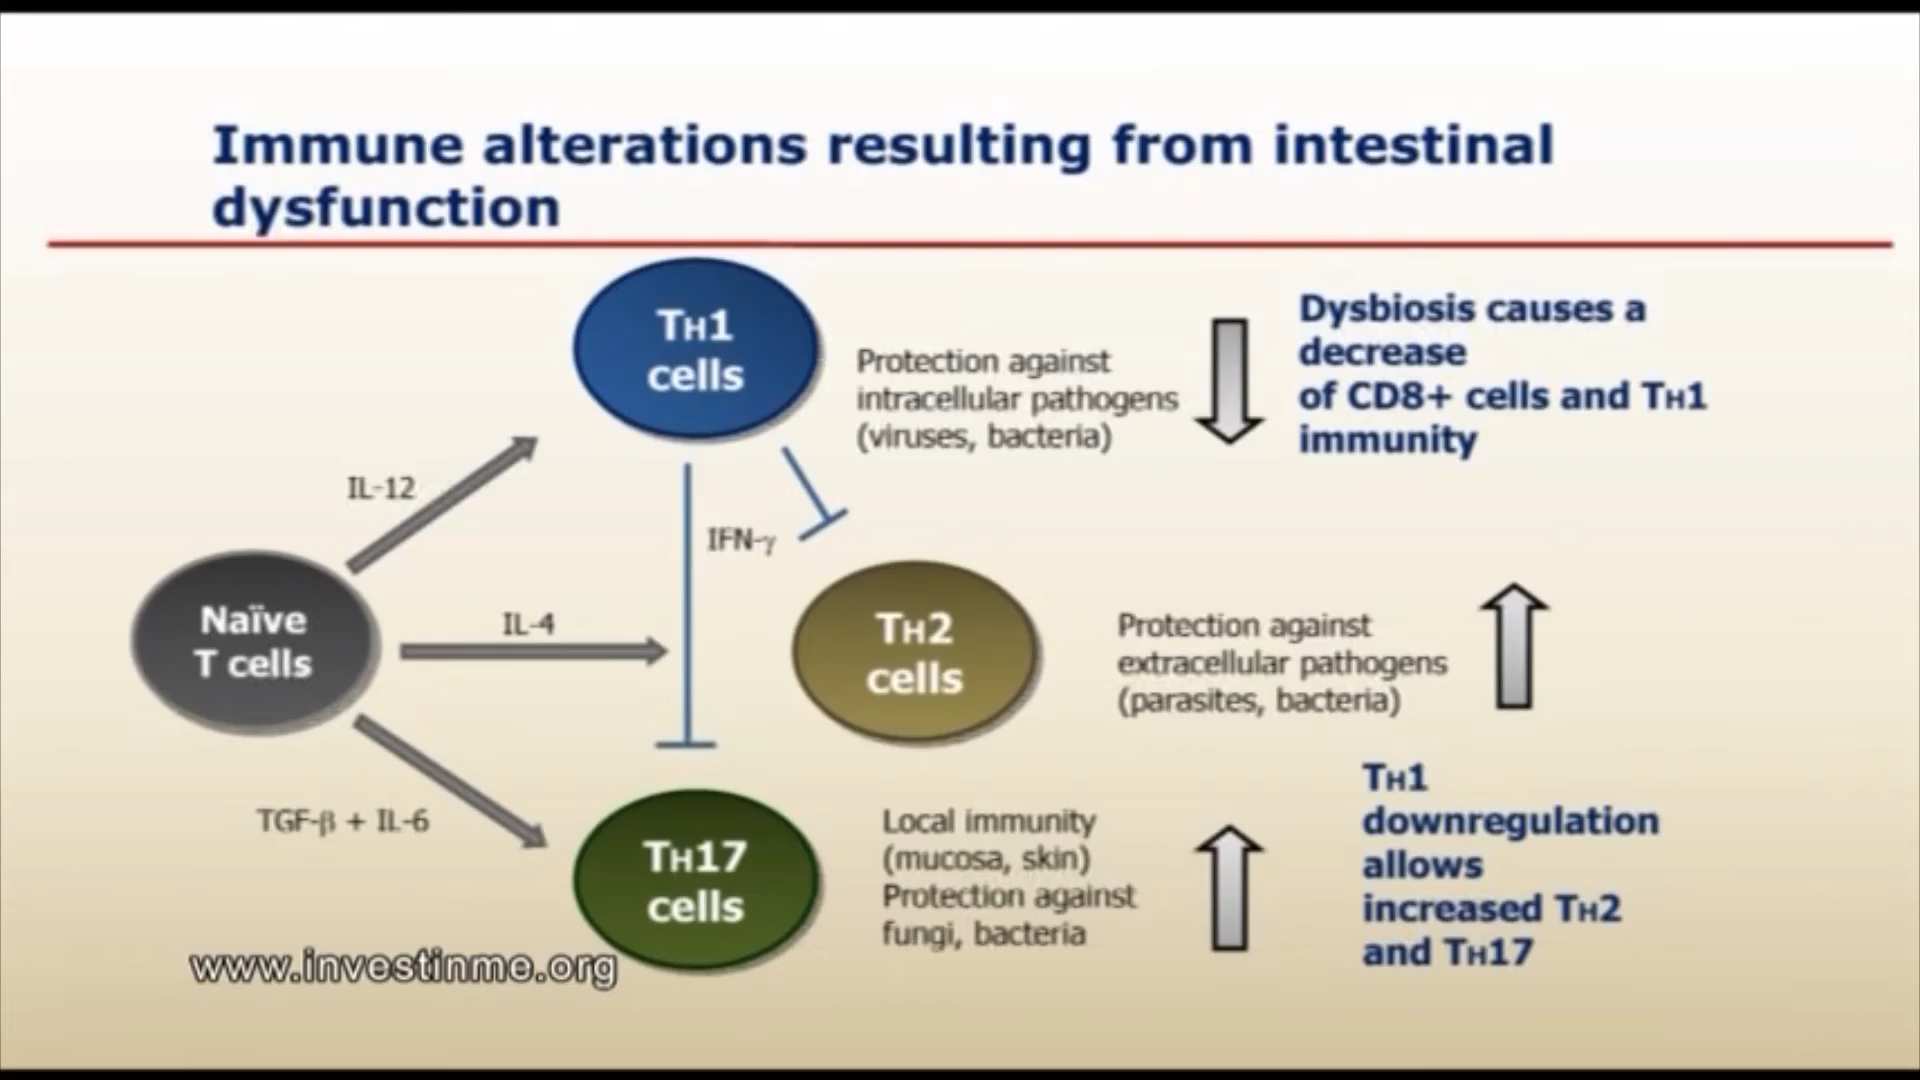 Immune alterations resulting from intestinal
dysfunction
TH1
cells
Protection against
intracellular pathogens
(viruses, bacteria)
Dysbiosis causes a
decrease
of CD8+ cells and TH1
immunity
IL-12
IFN-γ
Naïve
T cells
IL-4
TH2
cells
Protection against
extracellular pathogens
(parasites, bacteria)
TGF-β + IL-6
TH17
cells
Local immunity
(mucosa, skin)
Protection against
fungi, bacteria
TH1
downregulation
allows
increased TH2
and TH17
www.investinme.org